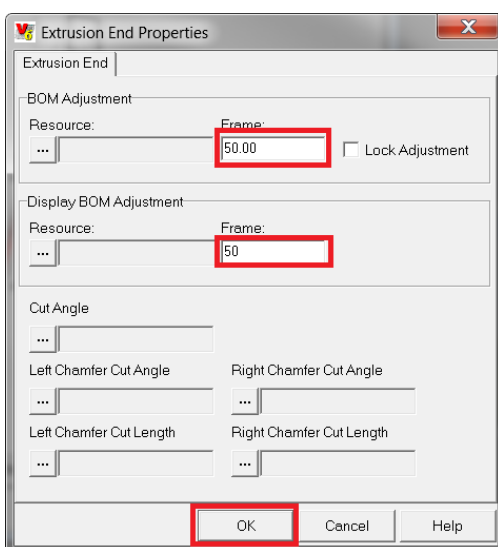 Extrusion End Properties
Extrusion End
BOM Adjustment
Resource: Frame:
... 50.00 Lock Adjustment
Display BOM Adjustment
Resource: Frame:
... 50
Cut Angle
...
Left Chamfer Cut Angle Right Chamfer Cut Angle
... ...
Left Chamfer Cut Length Right Chamfer Cut Length
... ...
OK Cancel Help